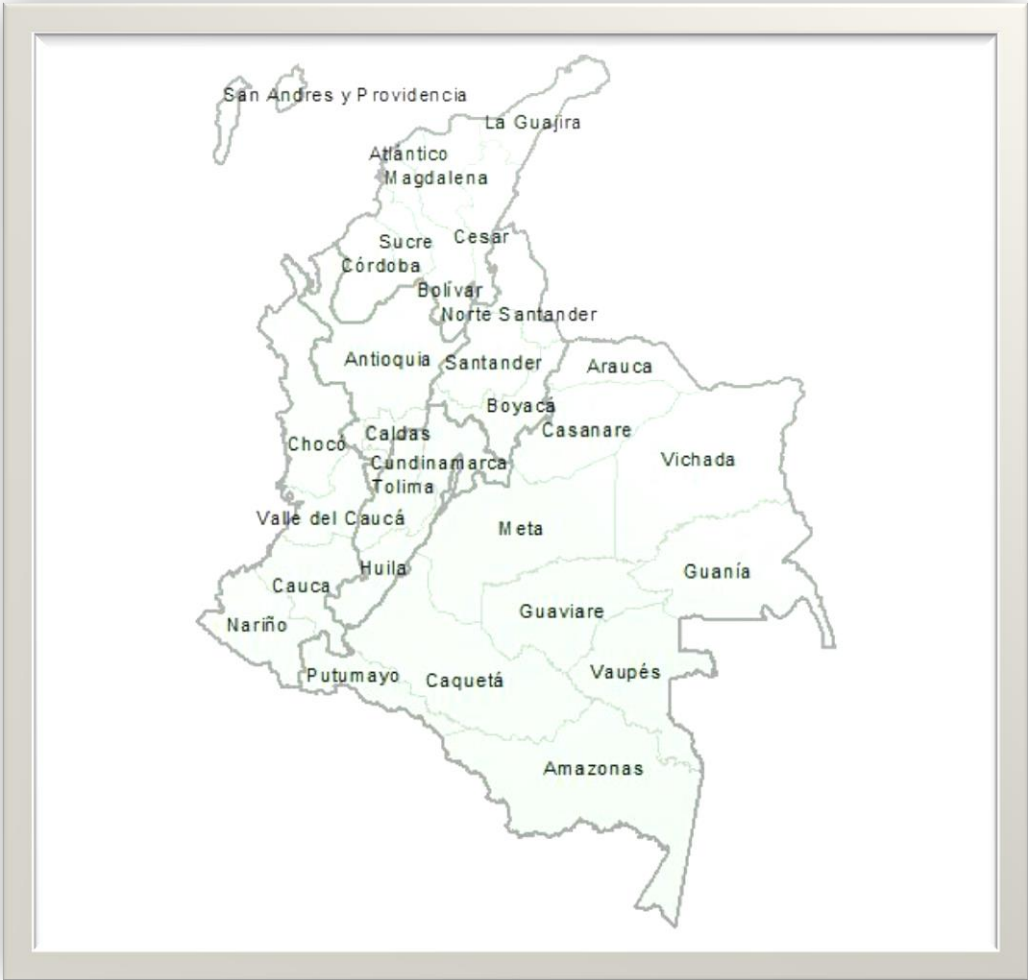 San Andres y Providencia
La Guajira
Atlántico
Magdalena
Cesar
Sucre
Córdoba
Bolívar
Norte Santander
Antioquia
Santander
Arauca
Boyacá
Casanare
Caldas
Chocó
Vichada
Cundinamarca
Tolima
Valle del Caucá
Meta
Huila
Guanía
Cauca
Guaviare
Nariño
Vaupés
Putumayo
Caquetá
Amazonas